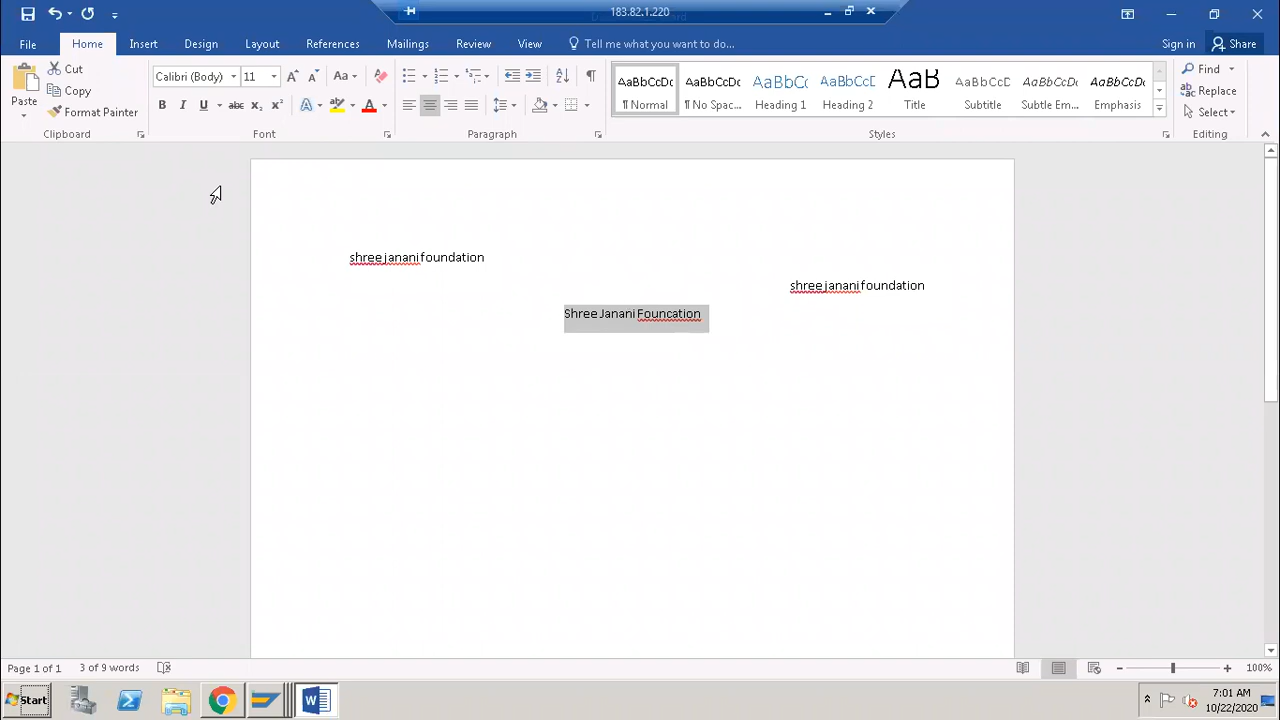 183.82.1.220
File Home Insert Design Layout References Mailings Review View Tell me what you want to do... Sign in Share
Paste
Cut
Copy
Format Painter
Clipboard
Calibri (Body) 11
Font
Paragraph
AaBbCcDc AaBbCcDc AaBbCc AaBbCcD AaB AaBbCcD AaBbCcDc AaBbCcDc
¶ Normal ¶ No Spac... Heading 1 Title Subtitle Subtle Em...
Styles
Find
Replace
Select
Editing
shree janani foundation
shree janani foundation
Shree Janani Founcation
Page 1 of 1 3 of 9 words 100%
Start
7:01 AM
10/22/2020